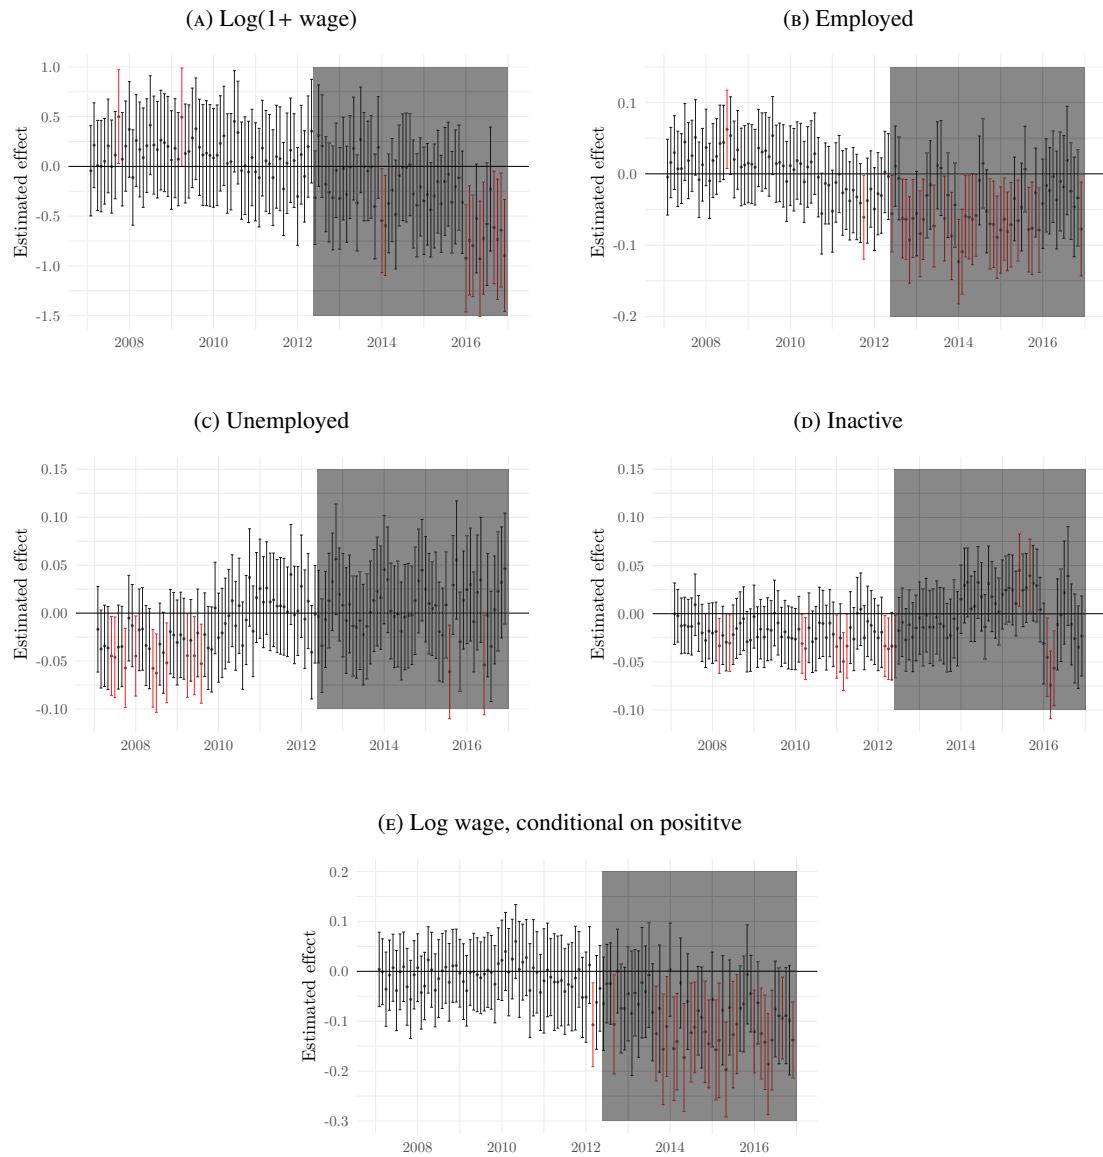 (A) Log(1+ wage)
1.0
0.5
0.0
-0.5
-1.0
-1.5
Estimated effect
2008 2010 2012 2014 2016
(B) Employed
0.1
0.0
-0.1
-0.2
Estimated effect
2008 2010 2012 2014 2016
(C) Unemployed
0.15
0.10
0.05
0.00
-0.05
-0.10
Estimated effect
2008 2010 2012 2014 2016
(D) Inactive
0.15
0.10
0.05
0.00
-0.05
-0.10
Estimated effect
2008 2010 2012 2014 2016
(E) Log wage, conditional on posititve
0.2
0.1
0.0
-0.1
-0.2
-0.3
Estimated effect
2008 2010 2012 2014 2016